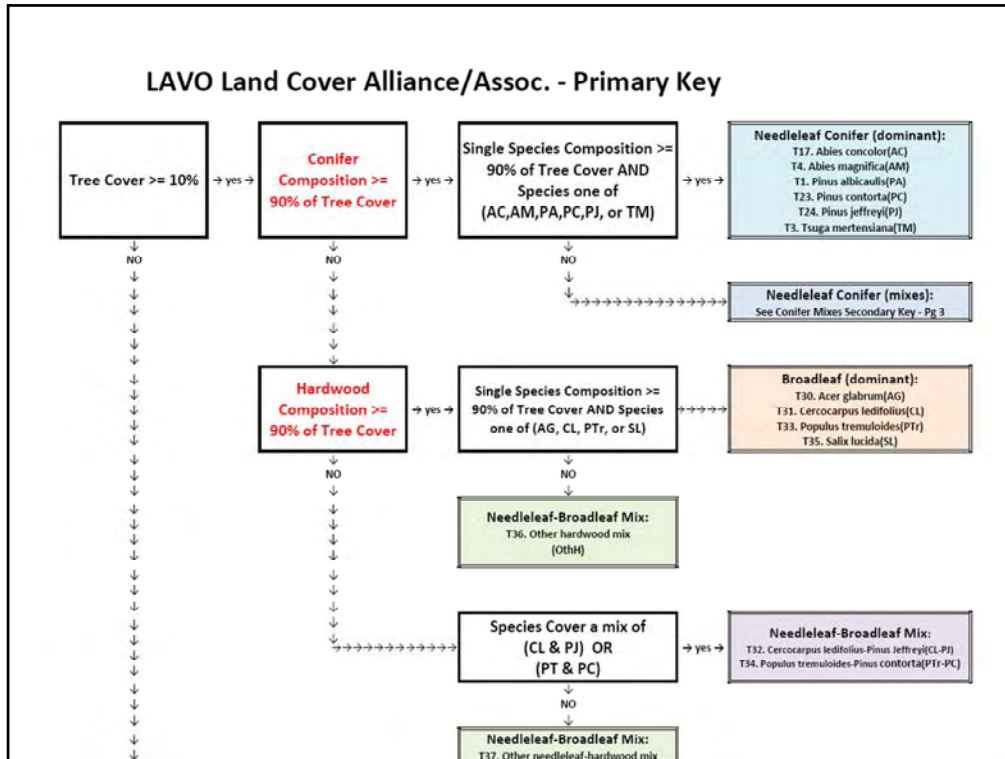 LAVO Land Cover Alliance/Assoc. - Primary Key
Tree Cover >= 10%
→ yes →
Conifer
Composition >=
90% of Tree Cover
→ yes →
Single Species Composition >=
90% of Tree Cover AND
Species one of
(AC,AM,PA,PC,PJ, or TM)
→ yes →
Needleleaf Conifer (dominant):
T17. Abies concolor(AC)
T4. Abies magnifica(AM)
T1. Pinus albicaulis(PA)
T23. Pinus contorta(PC)
T24. Pinus jeffreyi(PJ)
T3. Tsuga mertensiana(TM)
NO
NO
NO
Needleleaf Conifer (mixes):
See Conifer Mixes Secondary Key - Pg 3
Hardwood
Composition >=
90% of Tree Cover
→ yes →
Single Species Composition >=
90% of Tree Cover AND Species
one of (AG, CL, PTr, or SL)
Broadleaf (dominant):
T30. Acer glabrum(AG)
T31. Cercocarpus ledifolius(CL)
T33. Populus tremuloides(PTr)
T35. Salix lucida(SL)
NO
NO
Needleleaf-Broadleaf Mix:
T36. Other hardwood mix
(OthH)
Species Cover a mix of
(CL & PJ) OR
(PT & PC)
→ yes →
Needleleaf-Broadleaf Mix:
T32. Cercocarpus ledifolius-Pinus Jeffreyi(CL-PJ)
T34. Populus tremuloides-Pinus contorta(PTr-PC)
NO
Needleleaf-Broadleaf Mix:
T37. Other needleleaf-hardwood mix